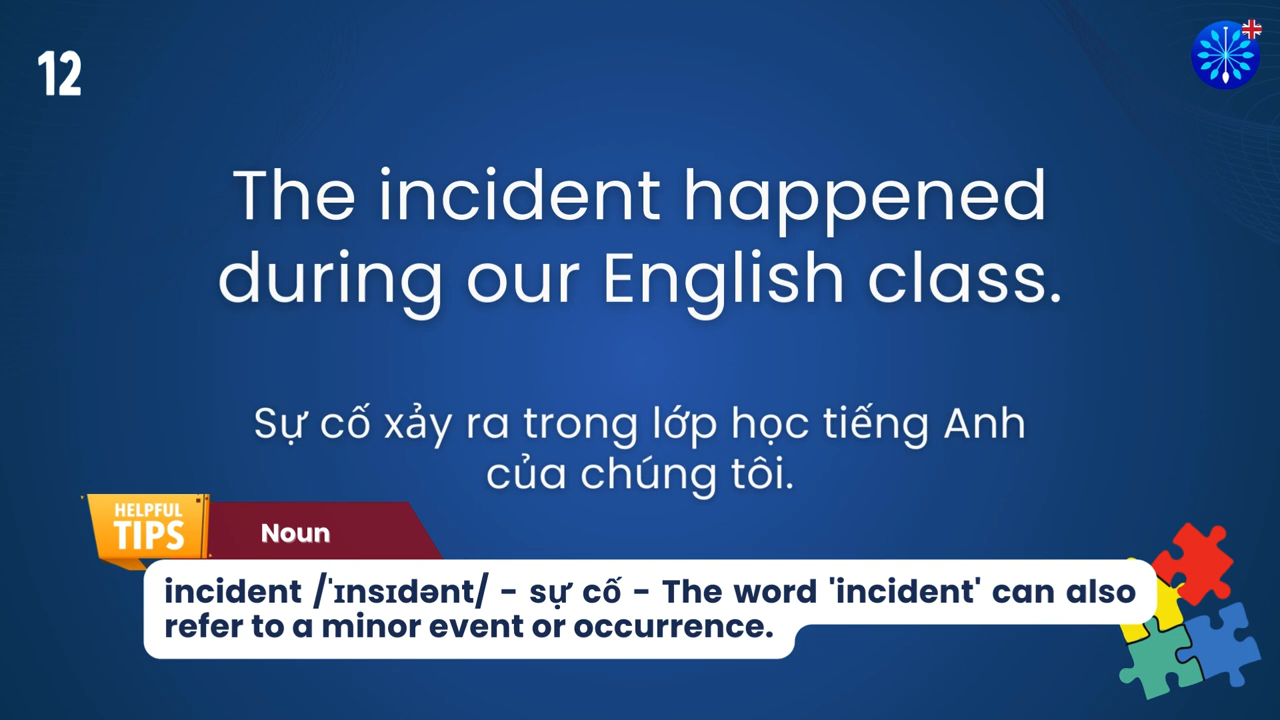 12
The incident happened
during our English class.
Sự cố xảy ra trong lớp học tiếng Anh
của chúng tôi.
HELPFUL
TIPS
Noun
incident /ˈɪnsɪdənt/ - sự cố - The word 'incident' can also
refer to a minor event or occurrence.